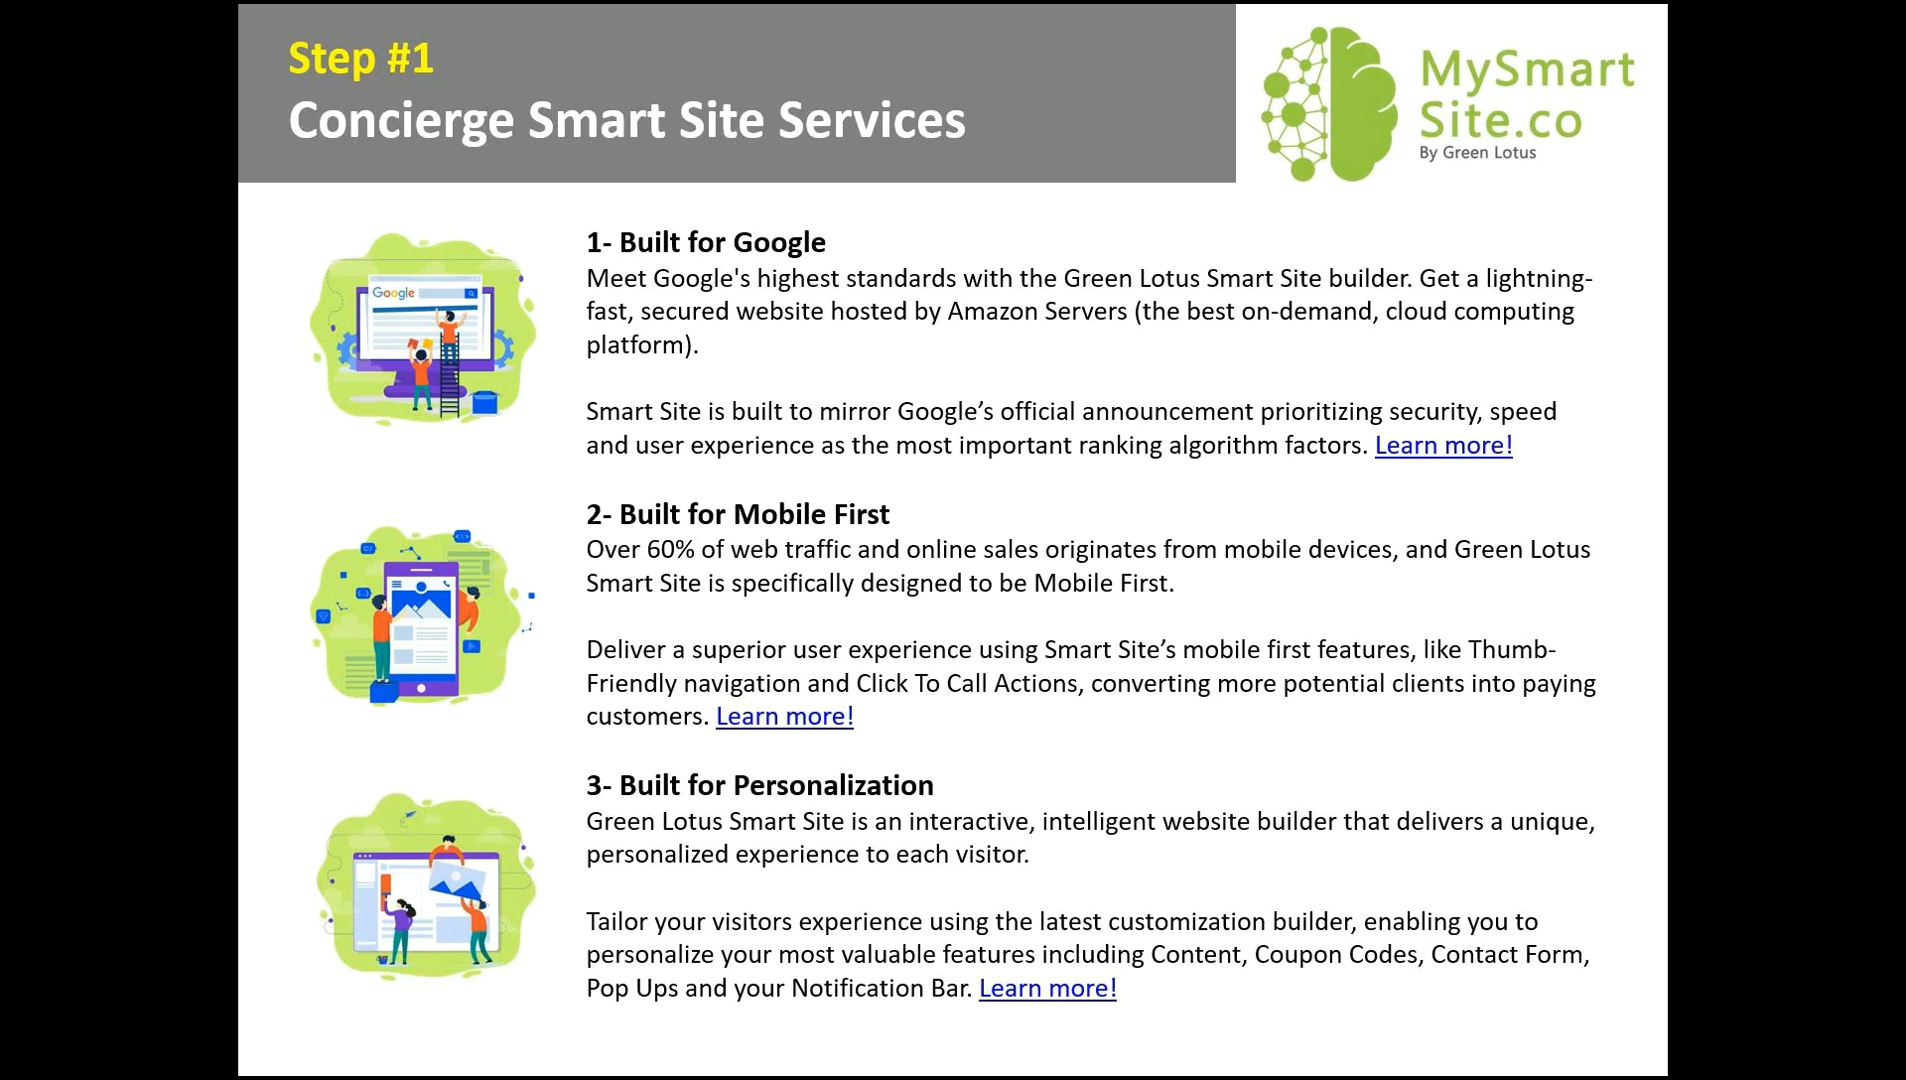 Step #1
Concierge Smart Site Services
MySmart
Site.co
By Green Lotus
1- Built for Google
Meet Google's highest standards with the Green Lotus Smart Site builder. Get a lightning-
fast, secured website hosted by Amazon Servers (the best on-demand, cloud computing
platform).
Google
Smart Site is built to mirror Google’s official announcement prioritizing security, speed
and user experience as the most important ranking algorithm factors. Learn more!
2- Built for Mobile First
Over 60% of web traffic and online sales originates from mobile devices, and Green Lotus
Smart Site is specifically designed to be Mobile First.
Deliver a superior user experience using Smart Site’s mobile first features, like Thumb-
Friendly navigation and Click To Call Actions, converting more potential clients into paying
customers. Learn more!
3- Built for Personalization
Green Lotus Smart Site is an interactive, intelligent website builder that delivers a unique,
personalized experience to each visitor.
Tailor your visitors experience using the latest customization builder, enabling you to
personalize your most valuable features including Content, Coupon Codes, Contact Form,
Pop Ups and your Notification Bar. Learn more!